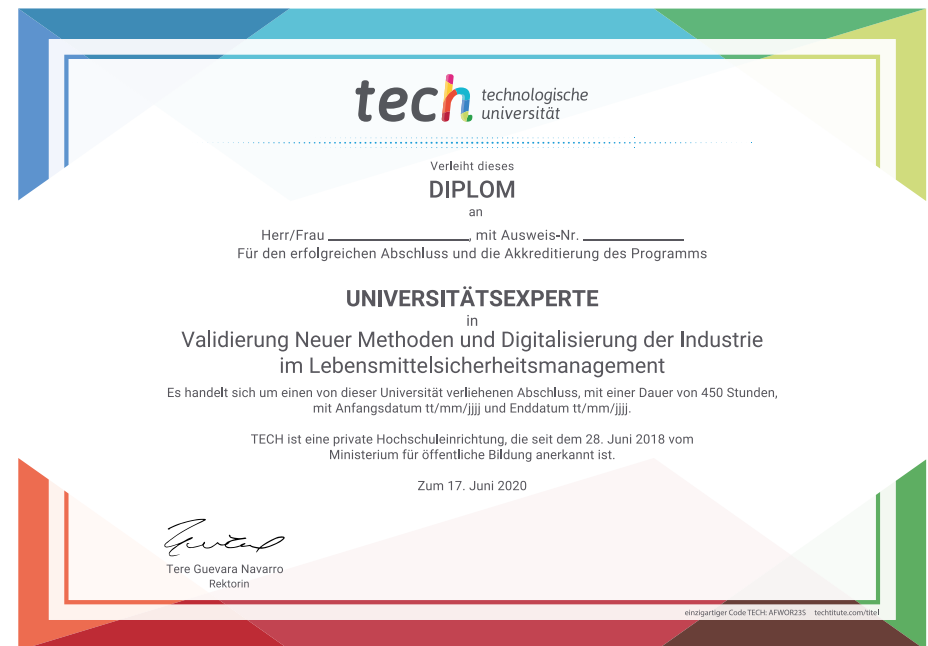 tech technologische
universität
Verleiht dieses
DIPLOM
an
Herr/Frau ____________, mit Ausweis-Nr. ____________
Für den erfolgreichen Abschluss und die Akkreditierung des Programms
UNIVERSITÄTSEXPERTE
in
Validierung Neuer Methoden und Digitalisierung der Industrie
im Lebensmittelsicherheitsmanagement
Es handelt sich um einen von dieser Universität verliehenen Abschluss, mit einer Dauer von 450 Stunden,
mit Anfangsdatum tt/mm/jjjj und Enddatum tt/mm/jjjj.
TECH ist eine private Hochschuleinrichtung, die seit dem 28. Juni 2018 vom
Ministerium für öffentliche Bildung anerkannt ist.
Zum 17. Juni 2020
Tere Guevara Navarro
Rektorin
einzigartiger Code TECH: AFWOR23S techtitute.com/titel